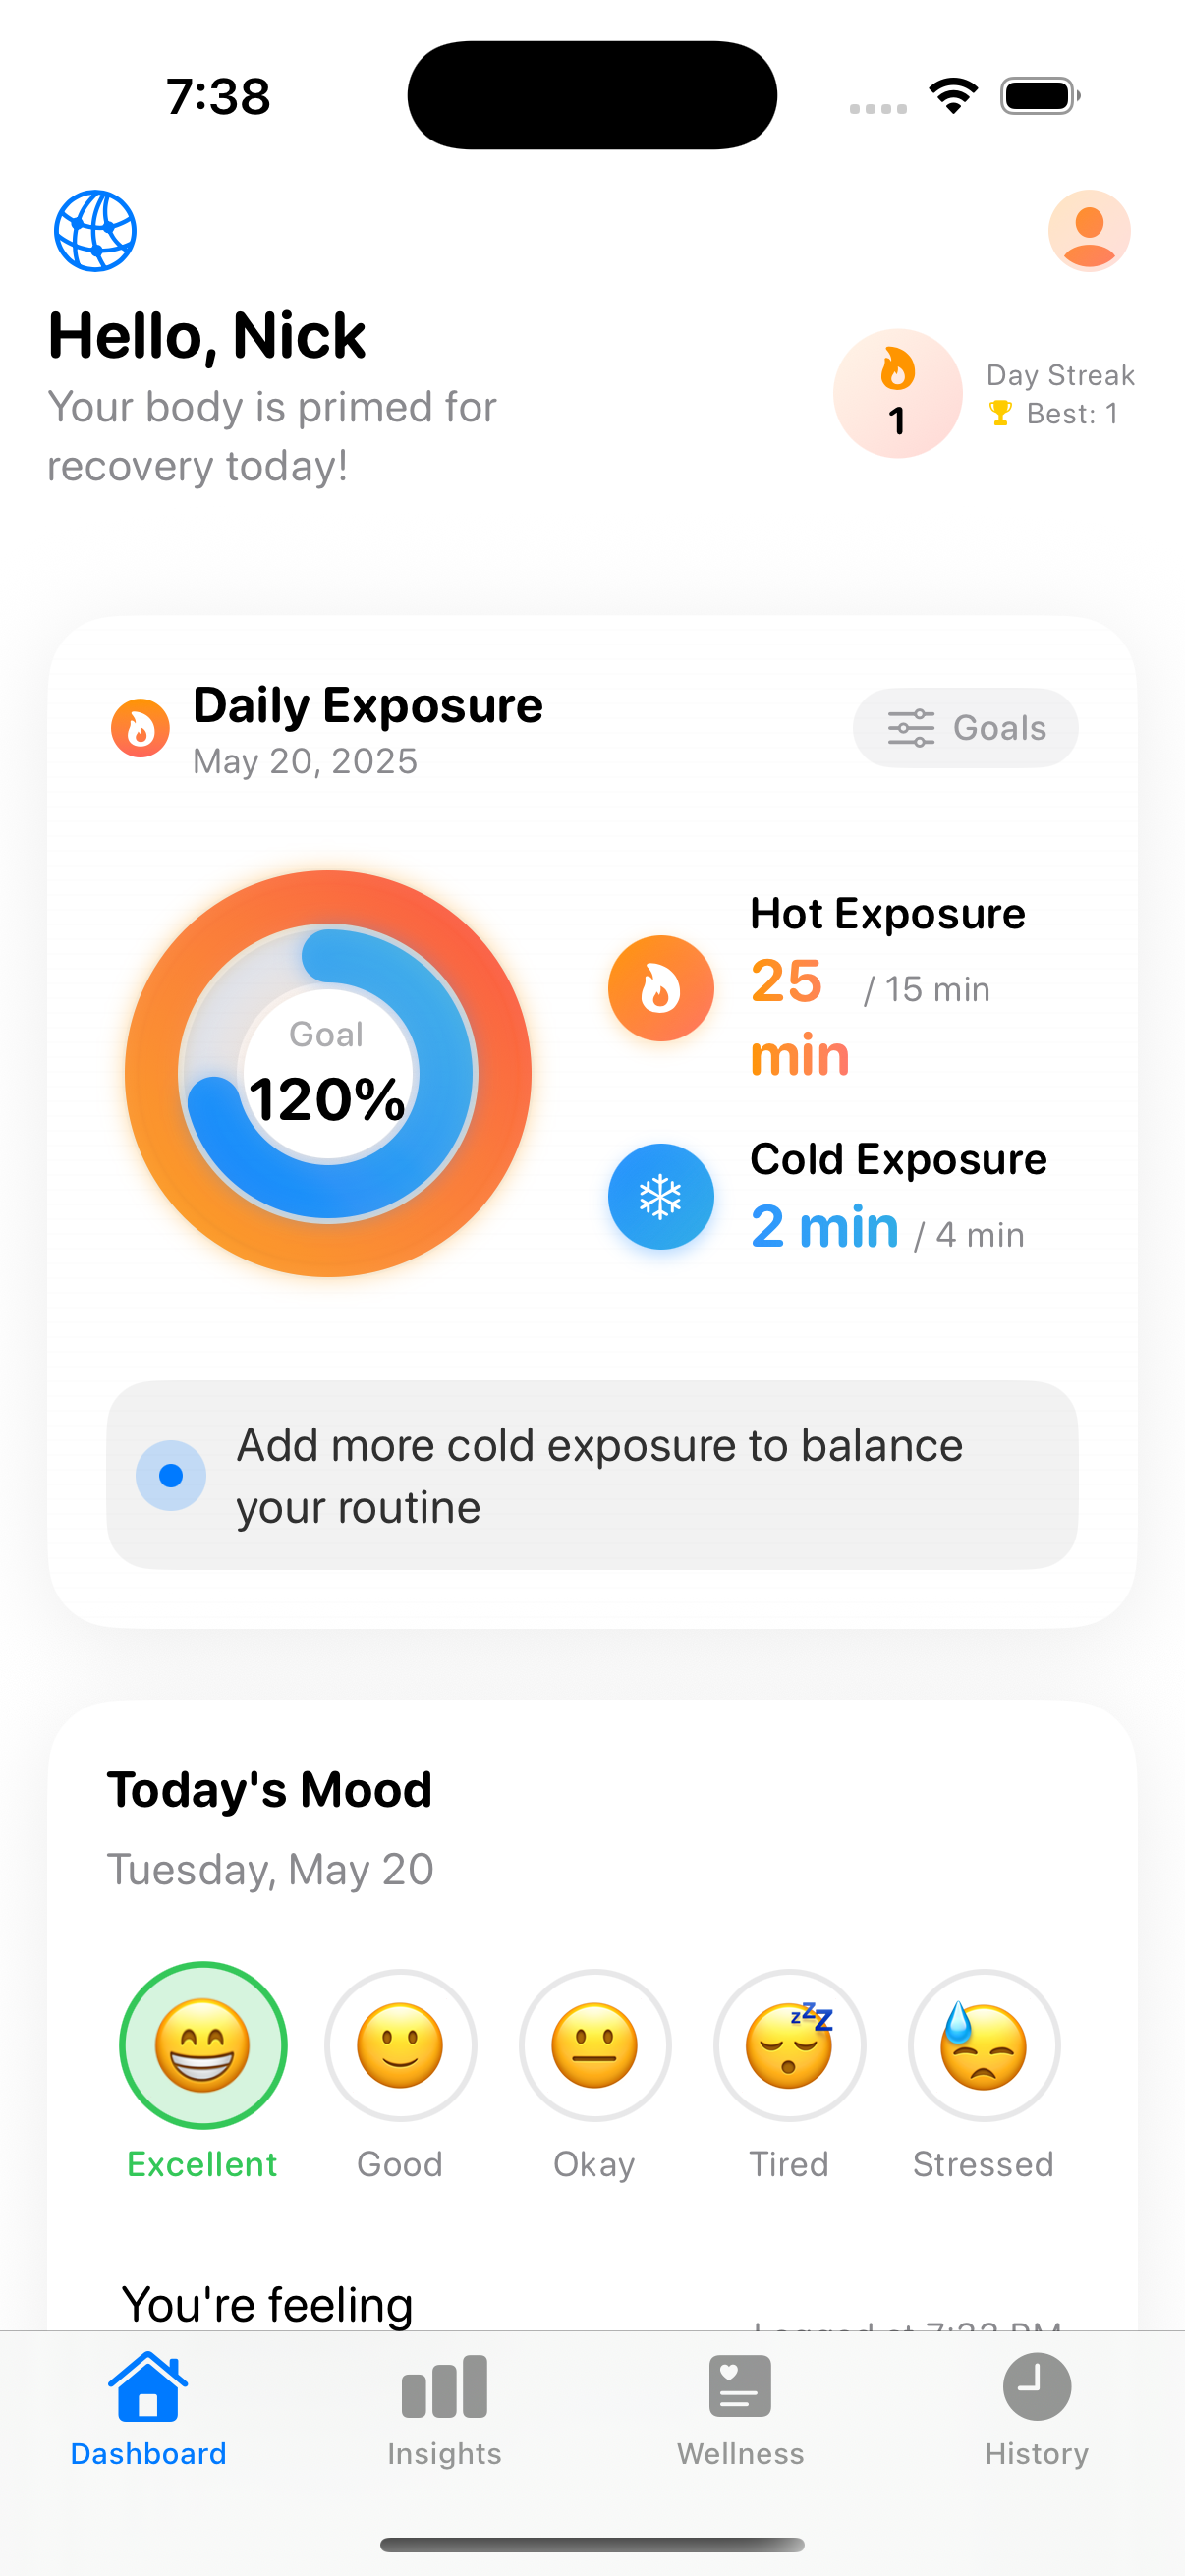 7:38
Hello, Nick
Your body is primed for
recovery today!
1
Day Streak
Best: 1
Daily Exposure
May 20, 2025
Goals
Goal
120%
Hot Exposure
25 / 15 min
min
Cold Exposure
2 min / 4 min
Add more cold exposure to balance
your routine
Today's Mood
Tuesday, May 20
zzZ
Excellent
Good
Okay
Tired
Stressed
You're feeling
Dashboard
Insights
Wellness
History